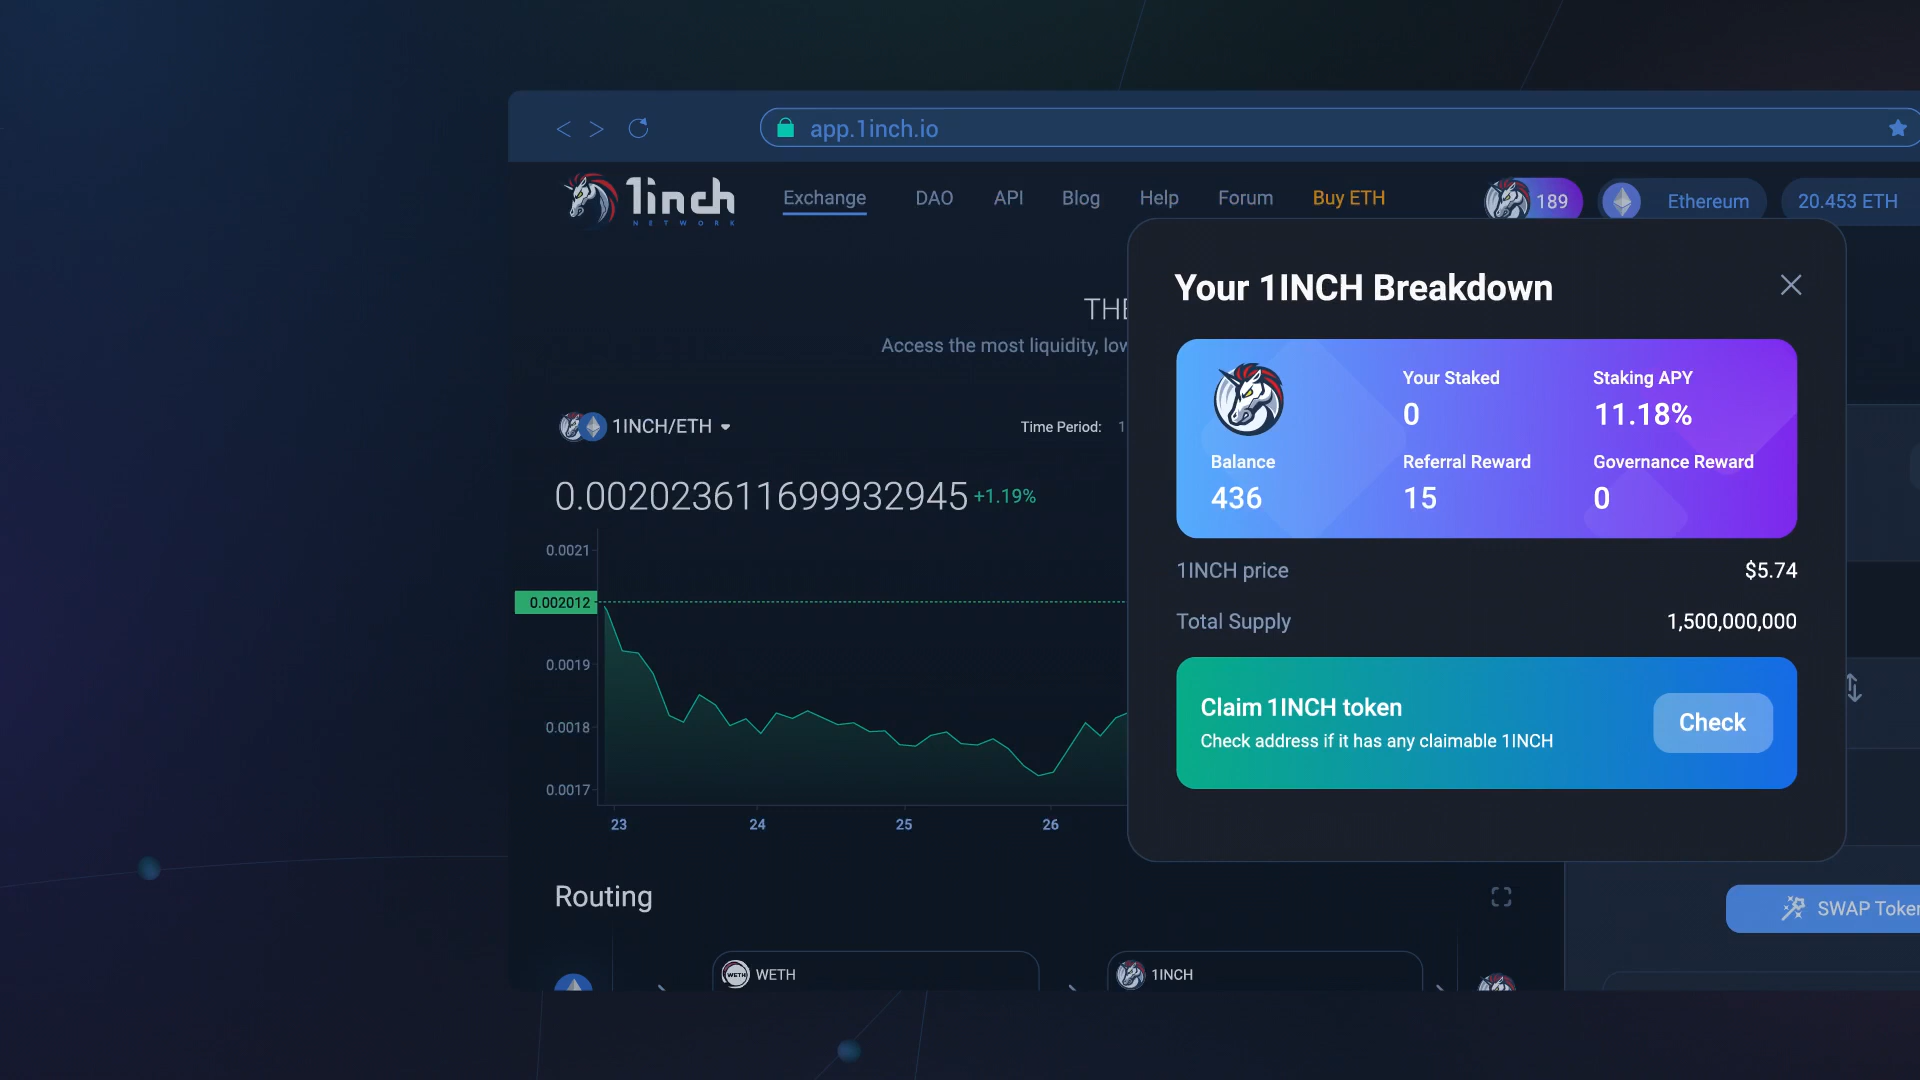 app.1inch.io
1inch
NETWORK
Exchange
DAO
API
Blog
Help
Forum
Buy ETH
189
Ethereum
20.453 ETH
Your 1INCH Breakdown
Your Staked
0
Staking APY
11.18%
Balance
436
Referral Reward
15
Governance Reward
0
1INCH price
$5.74
Total Supply
1,500,000,000
Claim 1INCH token
Check address if it has any claimable 1INCH
Check
Access the most liquidity,
1INCH/ETH
Time Period:
0.002023611699932945
+1.19%
0.0021
0.002012
0.0019
0.0018
0.0017
23
24
25
26
Routing
WETH
WETH
1INCH
SWAP